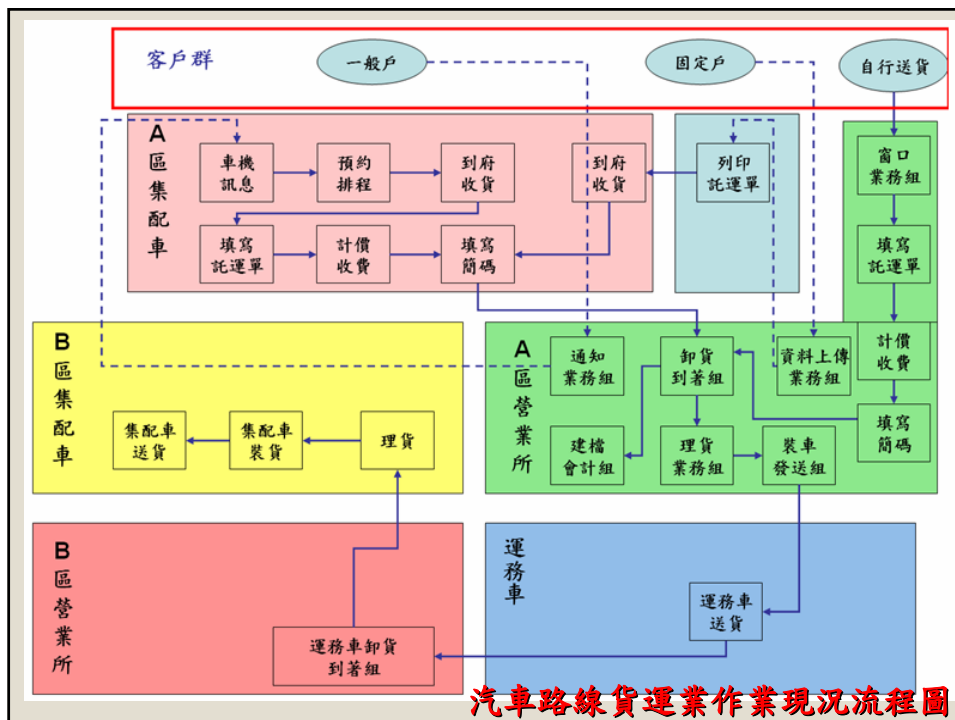 客戶群
一般戶
固定戶
自行送貨
A
區
集
配
車
車機
訊息
預約
排程
到府
收貨
到府
收貨
列印
託運單
窗口
業務組
填寫
託運單
計價
收費
填寫
簡碼
填寫
託運單
B
區
集
配
車
集配車
送貨
集配車
裝貨
理貨
A
區
營
業
所
通知
業務組
卸貨
到著組
資料上傳
業務組
計價
收費
建檔
會計組
理貨
業務組
裝車
發送組
填寫
簡碼
B
區
營
業
所
運務車卸貨
到著組
運
務
車
運務車
送貨
汽車路線貨運業作業現況流程圖